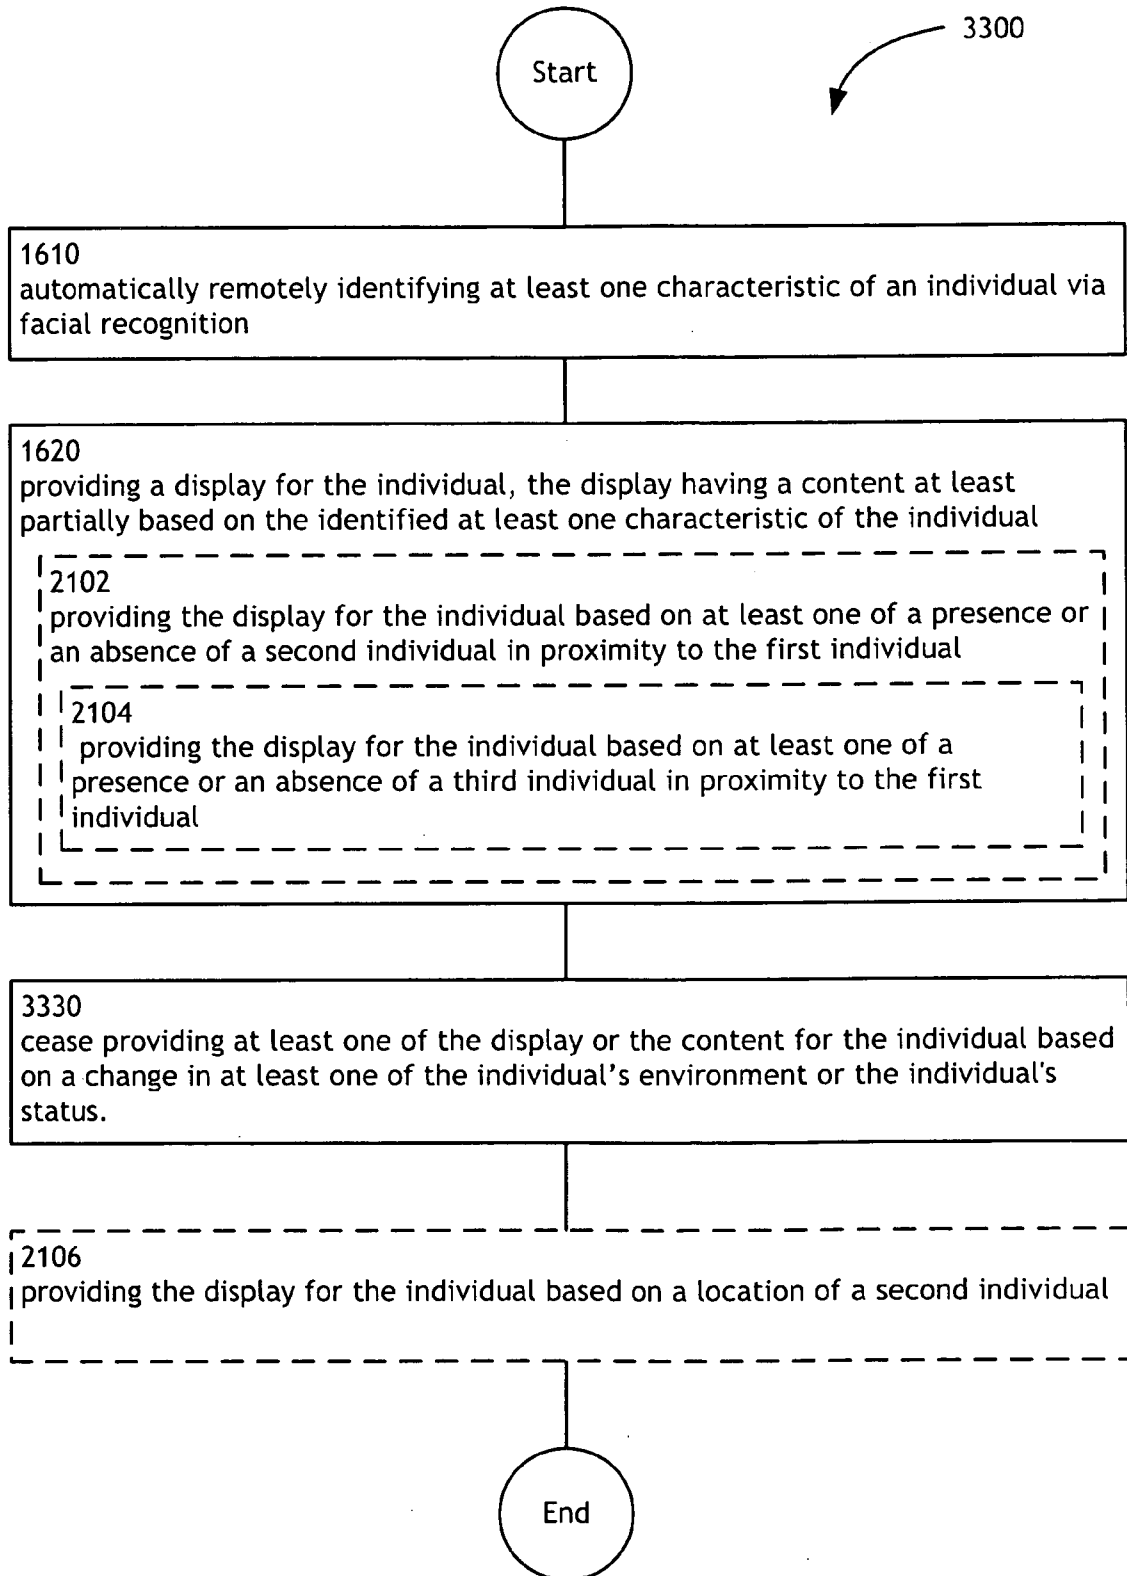 3300
Start
1610
automatically remotely identifying at least one characteristic of an individual via
facial recognition
1620
providing a display for the individual, the display having a content at least
partially based on the identified at least one characteristic of the individual
2102
providing the display for the individual based on at least one of a presence or
an absence of a second individual in proximity to the first individual
2104
providing the display for the individual based on at least one of a
presence or an absence of a third individual in proximity to the first
individual
3330
cease providing at least one of the display or the content for the individual based
on a change in at least one of the individual's environment or the individual's
status.
2106
providing the display for the individual based on a location of a second individual
End